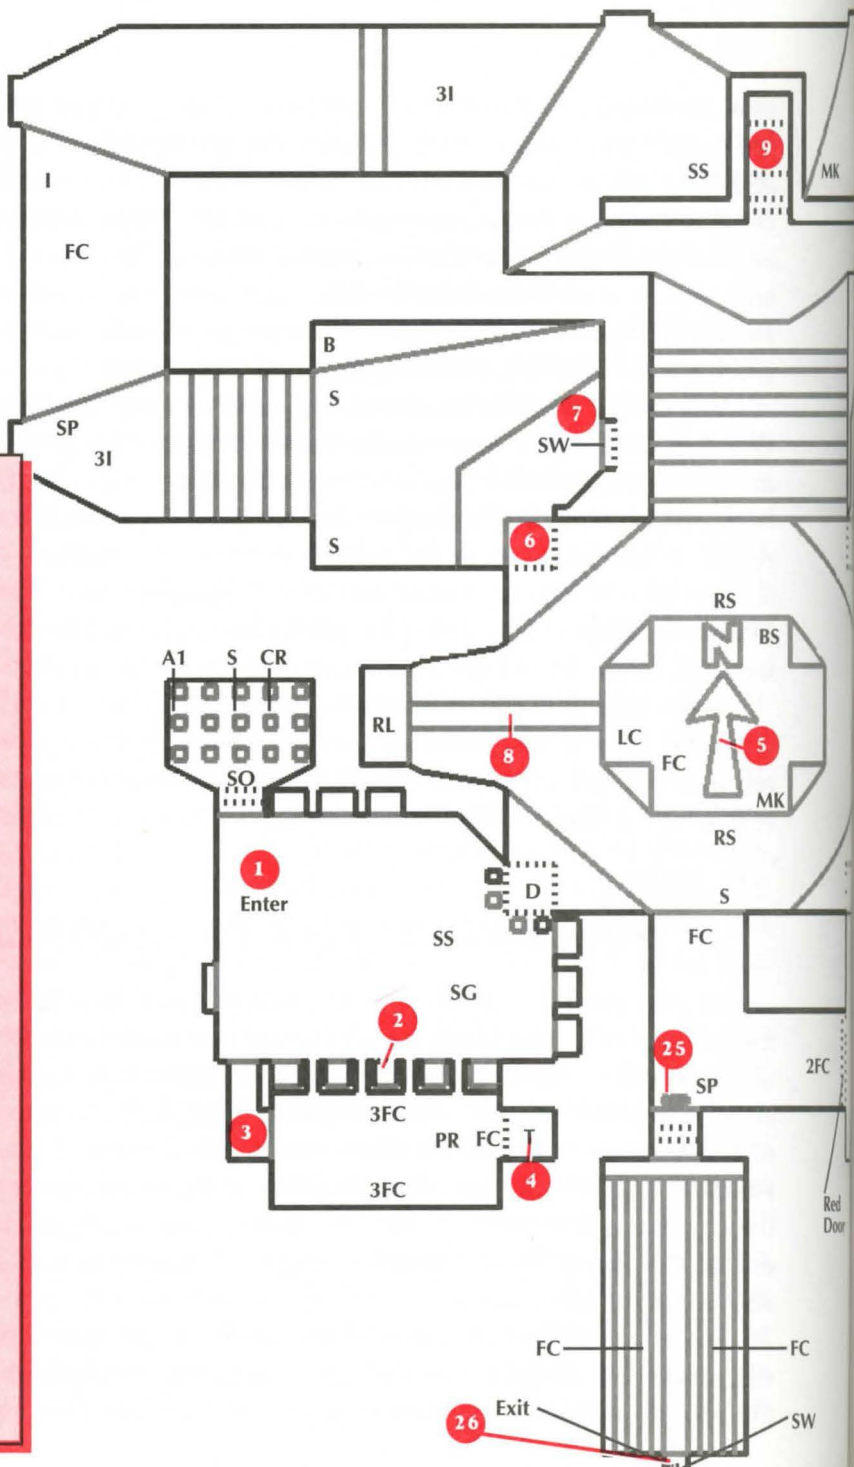 3I
9
SS
MK
I
FC
B
S
7
SW
SP
3I
S
6
RS
BS
A1 S CR
RL
8
LC
FC
5
SO
MK
RS
1
Enter
D
S
SS
FC
SG
2
25
SP
2FC
3FC
3
PR
FC
T
4
3FC
Red
Door
FC
FC
Exit
26
SW